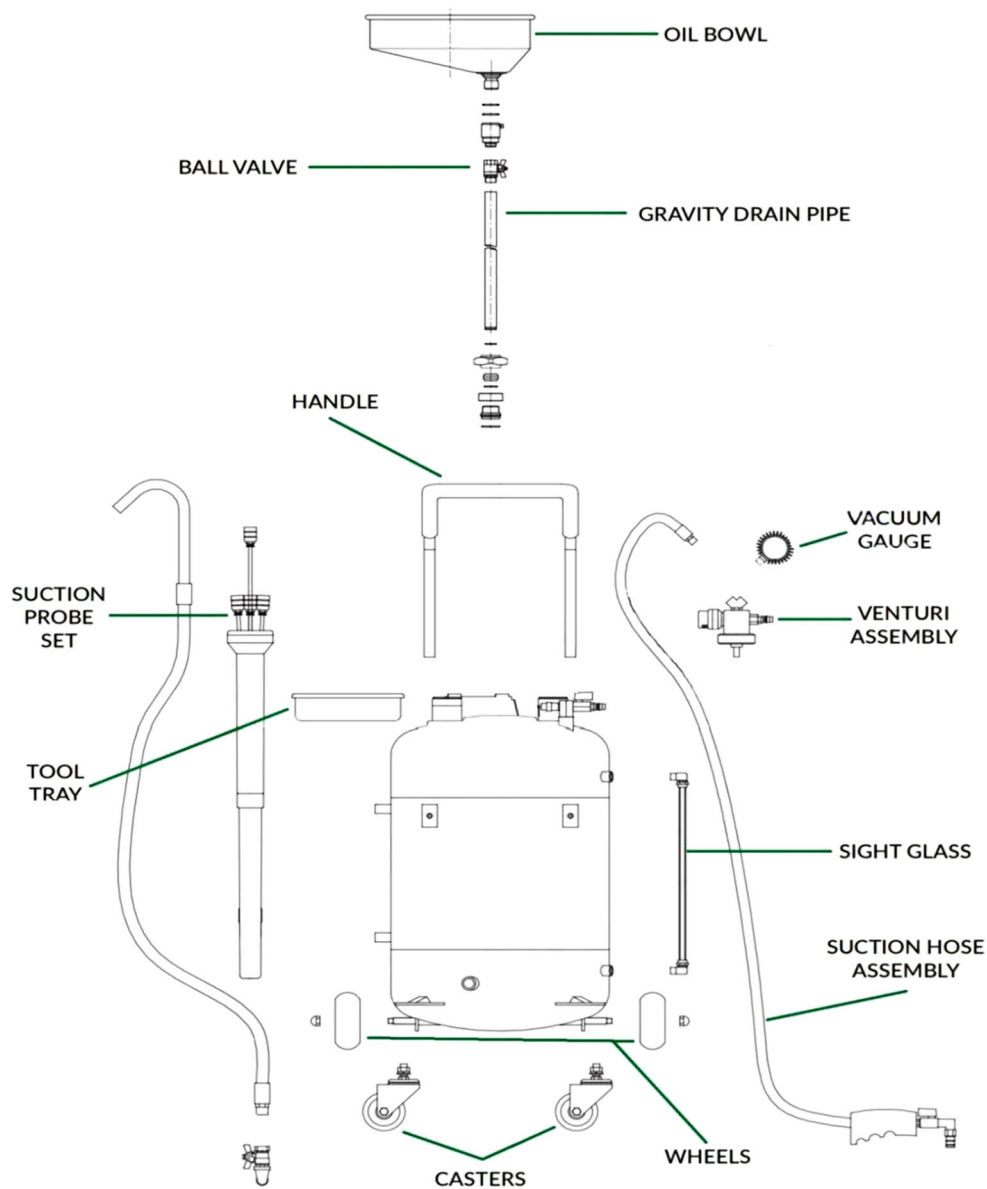 OIL BOWL
BALL VALVE
GRAVITY DRAIN PIPE
HANDLE
VACUUM
GAUGE
SUCTION
PROBE
SET
VENTURI
ASSEMBLY
TOOL
TRAY
SIGHT GLASS
SUCTION HOSE
ASSEMBLY
WHEELS
CASTERS